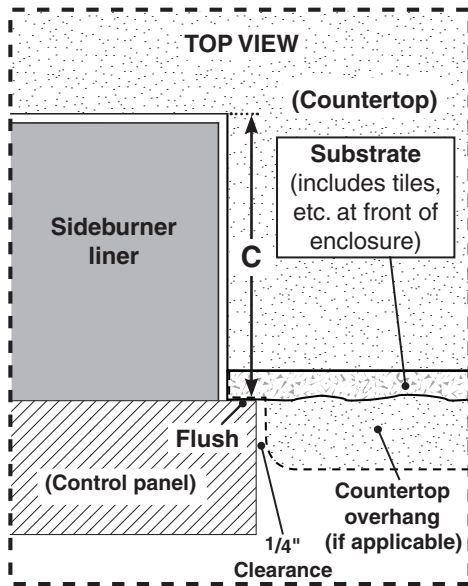 TOP VIEW
(Countertop)
Substrate
(includes tiles,
etc. at front of
enclosure)
Sideburner
liner
C
Flush
(Control panel)
Countertop
overhang
(if applicable)
1/4"
Clearance